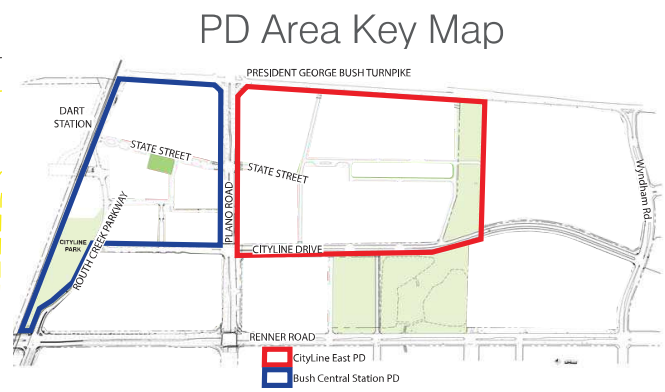 PD Area Key Map
PRESIDENT GEORGE BUSH TURNPIKE
DART
STATION
STATE STREET
STATE STREET
Wyndham Rd.
PLANO ROAD
ROUTH CREEK PARKWAY
CITYLINE
PARK
CITYLINE DRIVE
RENNER ROAD
CityLine East PD
Bush Central Station PD